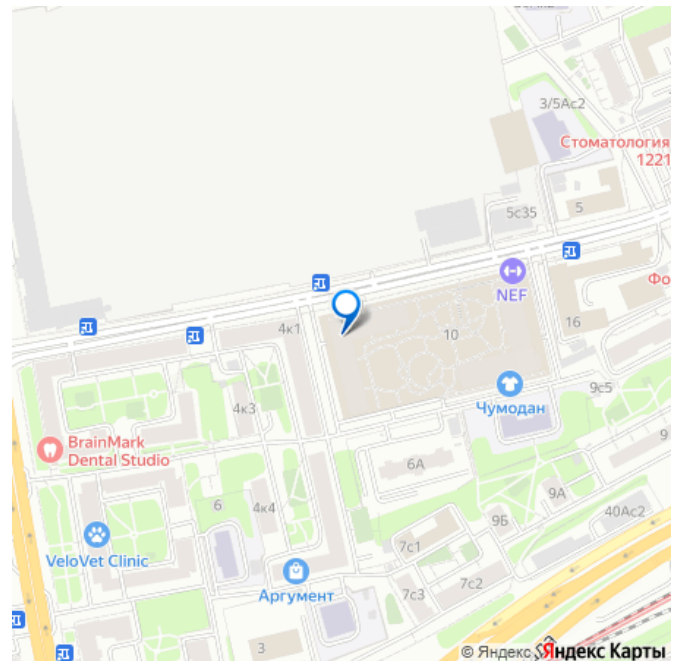 3/5Ас2
Стоматология
1221
5с35
5
NEF
Фо
4к1
10
16
Чумодан
9с5
4к3
BrainMark
Dental Studio
6А
9
9А
6
4к4
9Б
40Ас2
7с1
VeloVet Clinic
Аргумент
7с3
7с2
3
© Яндекс
Яндекс Карты